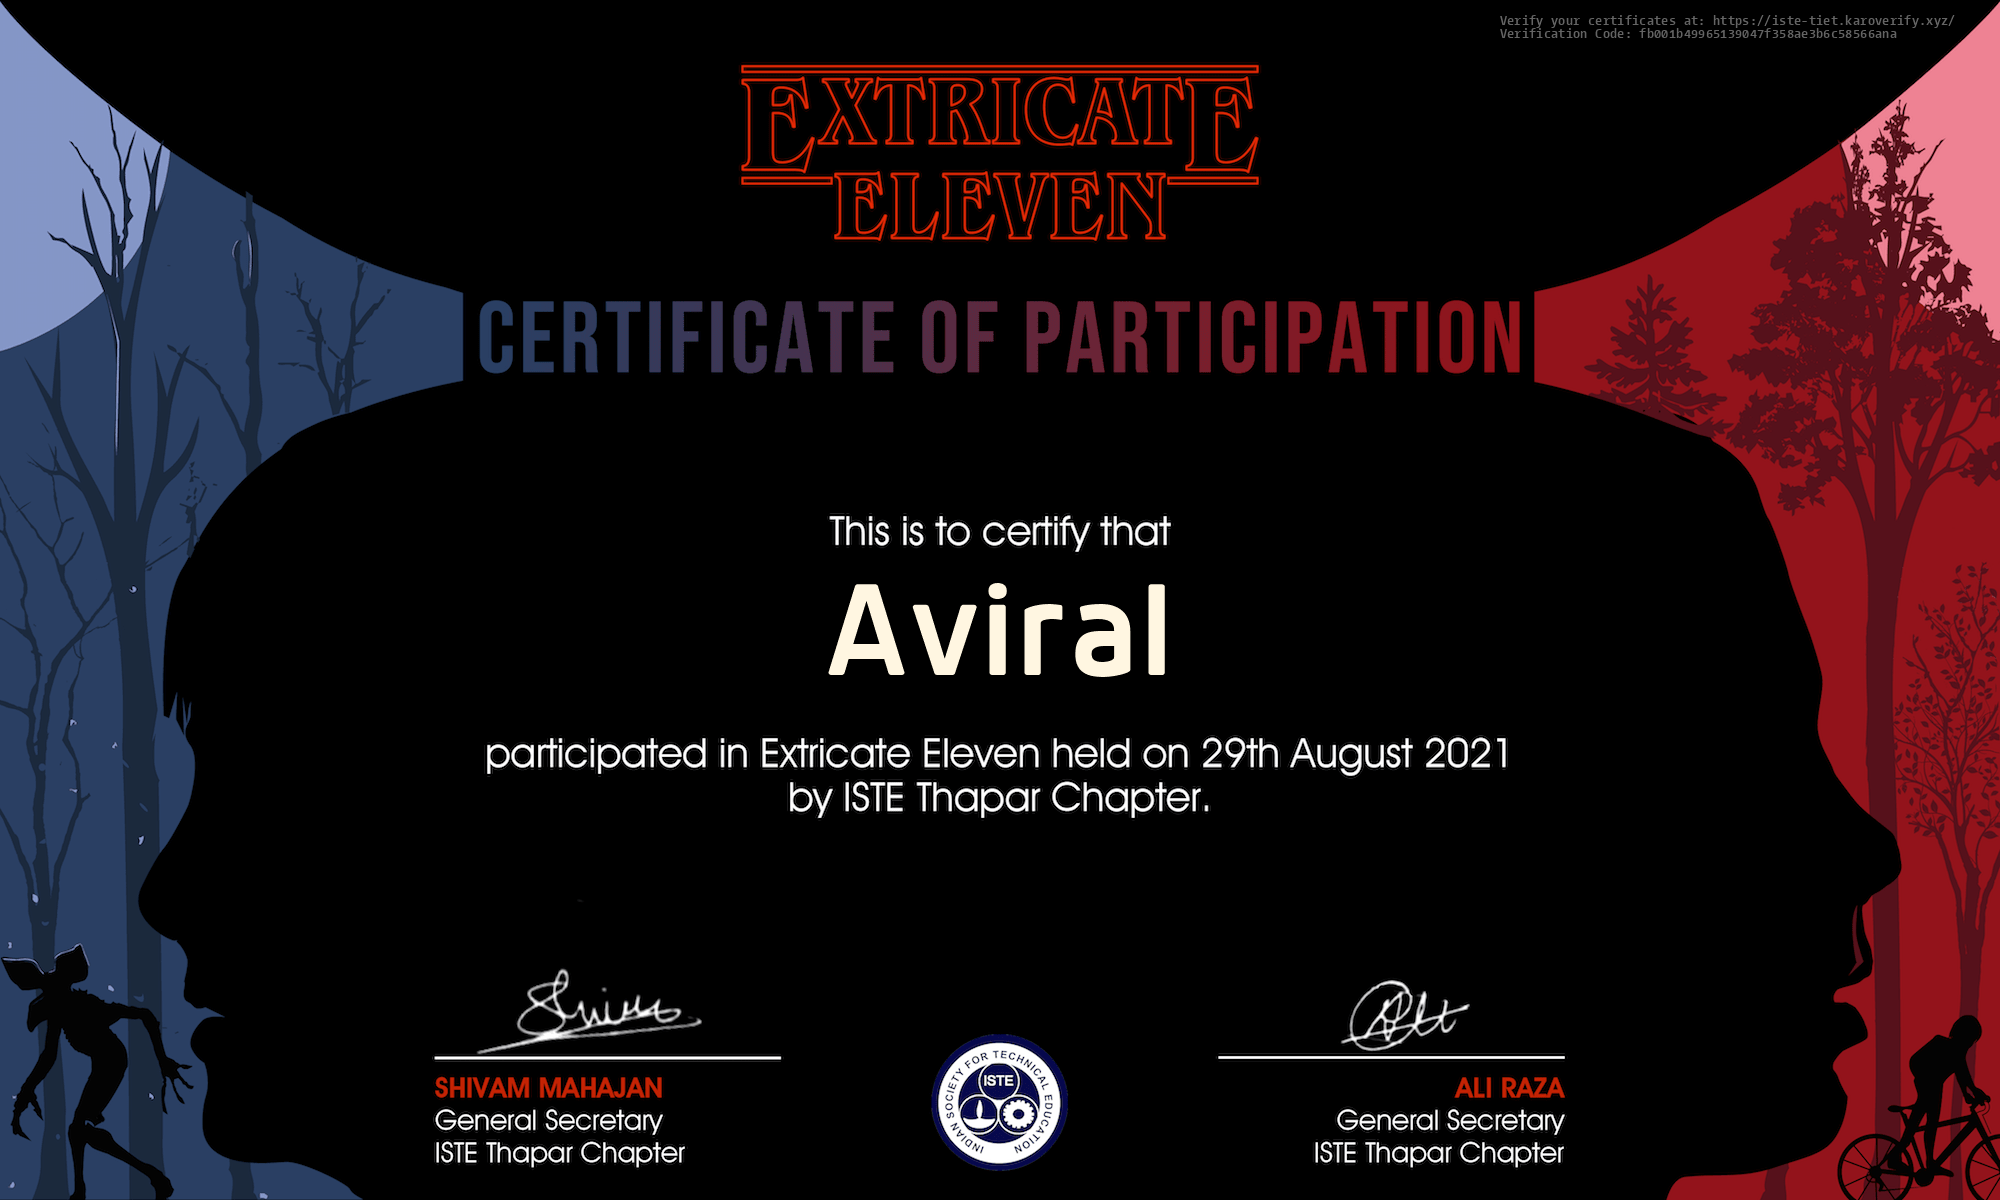 Verify your certificates at: https://iste-tiet.karoverify.xyz/
Verification Code: fb001b49965139047f358ae3b6c58566ana
EXTRICATE
ELEVEN
CERTIFICATE OF PARTICIPATION
This is to certify that
Aviral
participated in Extricate Eleven held on 29th August 2021
by ISTE Thapar Chapter.
SHIVAM MAHAJAN
General Secretary
ISTE Thapar Chapter
INDIAN SOCIETY FOR TECHNICAL EDUCATION
ISTE
ALI RAZA
General Secretary
ISTE Thapar Chapter